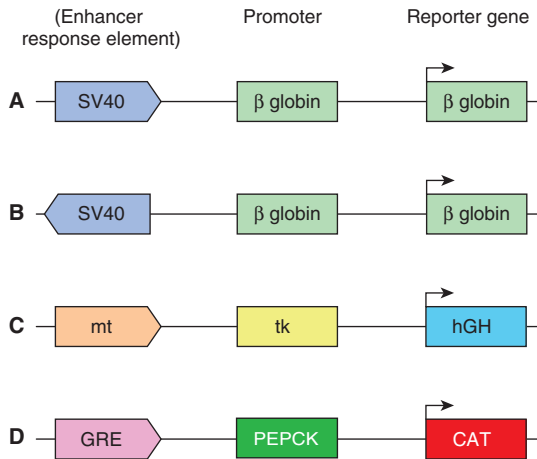 (Enhancer response element) Promoter Reporter gene
A SV40 β globin β globin
B SV40 β globin β globin
C mt tk hGH
D GRE PEPCK CAT